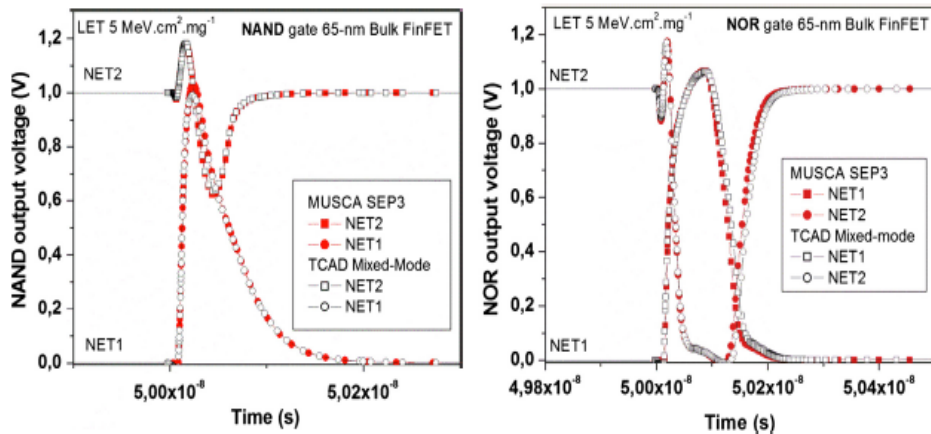 LET 5 MeV.cm².mg⁻¹ NAND gate 65-nm Bulk FinFET
NAND output voltage (V)
1,2
1,0
0,8
0,6
0,4
0,2
0,0
NET2
NET1
MUSCA SEP3
NET2
NET1
TCAD Mixed-Mode
NET2
NET1
5,00x10⁻⁸
5,02x10⁻⁸
Time (s)
LET 5 MeV.cm².mg⁻¹ NOR gate 65-nm Bulk FinFET
NOR output voltage (V)
1,2
1,0
0,8
0,6
0,4
0,2
0,0
NET2
NET1
MUSCA SEP3
NET1
NET2
TCAD Mixed-mode
NET1
NET2
4,98x10⁻⁸
5,00x10⁻⁸
5,02x10⁻⁸
5,04x10⁻⁸
Time (s)